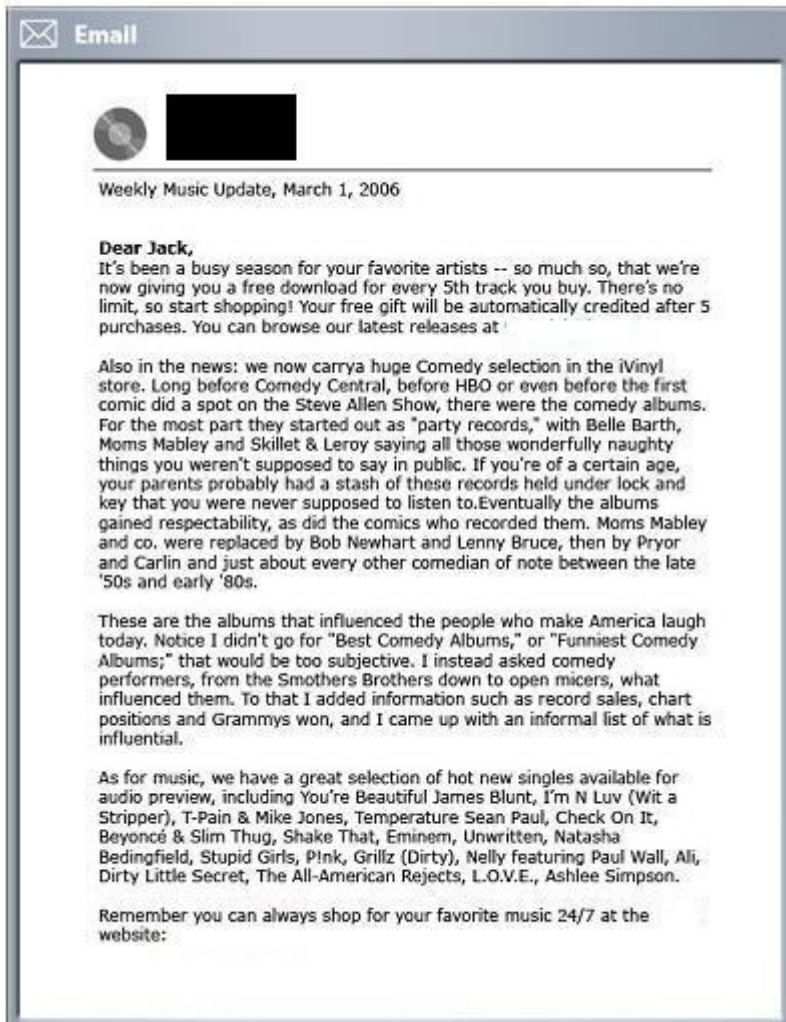 Email
Weekly Music Update, March 1, 2006
Dear Jack,
It's been a busy season for your favorite artists -- so much so, that we're
now giving you a free download for every 5th track you buy. There's no
limit, so start shopping! Your free gift will be automatically credited after 5
purchases. You can browse our latest releases at
Also in the news: we now carrya huge Comedy selection in the iVinyl
store. Long before Comedy Central, before HBO or even before the first
comic did a spot on the Steve Allen Show, there were the comedy albums.
For the most part they started out as "party records," with Belle Barth,
Moms Mabley and Skillet & Leroy saying all those wonderfully naughty
things you weren't supposed to say in public. If you're of a certain age,
your parents probably had a stash of these records held under lock and
key that you were never supposed to listen to.Eventually the albums
gained respectability, as did the comics who recorded them. Moms Mabley
and co. were replaced by Bob Newhart and Lenny Bruce, then by Pryor
and Carlin and just about every other comedian of note between the late
'50s and early '80s.
These are the albums that influenced the people who make America laugh
today. Notice I didn't go for "Best Comedy Albums," or "Funniest Comedy
Albums;" that would be too subjective. I instead asked comedy
performers, from the Smothers Brothers down to open micers, what
influenced them. To that I added information such as record sales, chart
positions and Grammys won, and I came up with an informal list of what is
influential.
As for music, we have a great selection of hot new singles available for
audio preview, including You're Beautiful James Blunt, I'm N Luv (Wit a
Stripper), T-Pain & Mike Jones, Temperature Sean Paul, Check On It,
Beyoncé & Slim Thug, Shake That, Eminem, Unwritten, Natasha
Bedingfield, Stupid Girls, P!nk, Grillz (Dirty), Nelly featuring Paul Wall, Ali,
Dirty Little Secret, The All-American Rejects, L.O.V.E., Ashlee Simpson.
Remember you can always shop for your favorite music 24/7 at the
website: